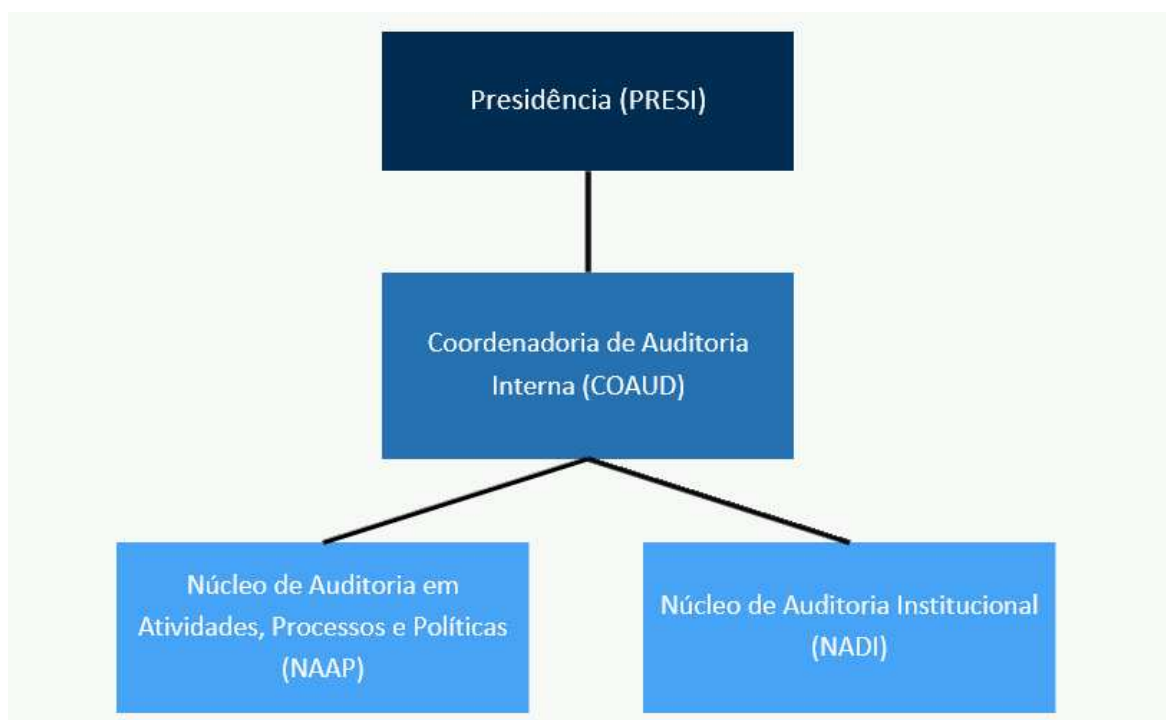 Presidência (PRESI)
Coordenadoria de Auditoria
Interna (COAUD)
Núcleo de Auditoria em
Atividades, Processos e Políticas
(NAAP)
Núcleo de Auditoria Institucional
(NADI)